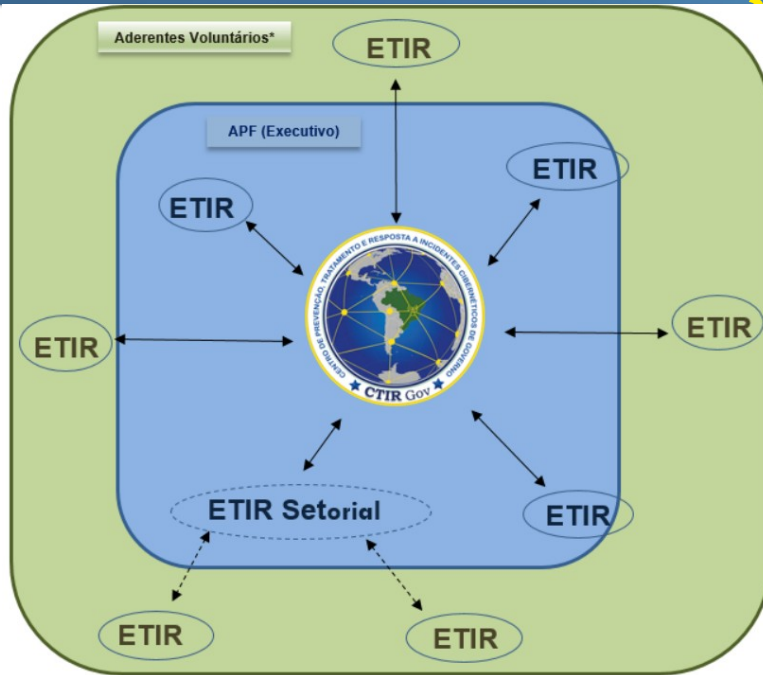 Aderentes Voluntários*
ETIR
APF (Executivo)
ETIR
ETIR
CENTRO DE PREVENÇÃO, TRATAMENTO E RESPOSTA A INCIDENTES CIBERNÉTICOS DE GOVERNO
CTIR Gov
ETIR
ETIR
ETIR Setorial
ETIR
ETIR
ETIR